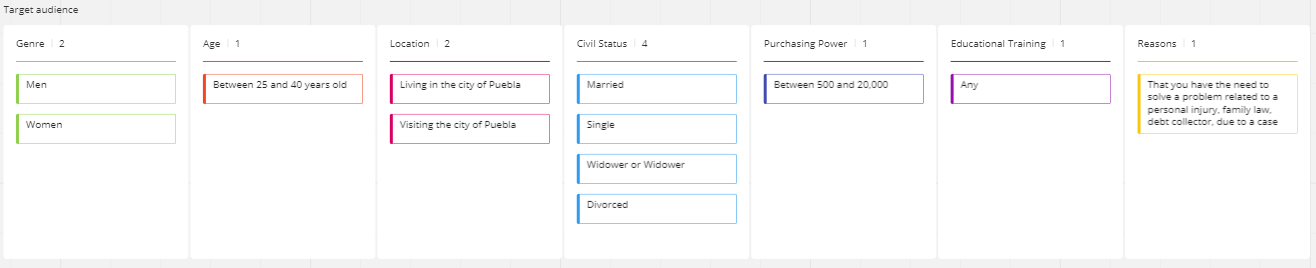 Target audience
Genre 2
Men
Women
Age 1
Between 25 and 40 years old
Location 2
Living in the city of Puebla
Visiting the city of Puebla
Civil Status 4
Married
Single
Widower or Widower
Divorced
Purchasing Power 1
Between 500 and 20,000
Educational Training 1
Any
Reasons 1
That you have the need to
solve a problem related to a
personal injury, family law,
debt collector, due to a case